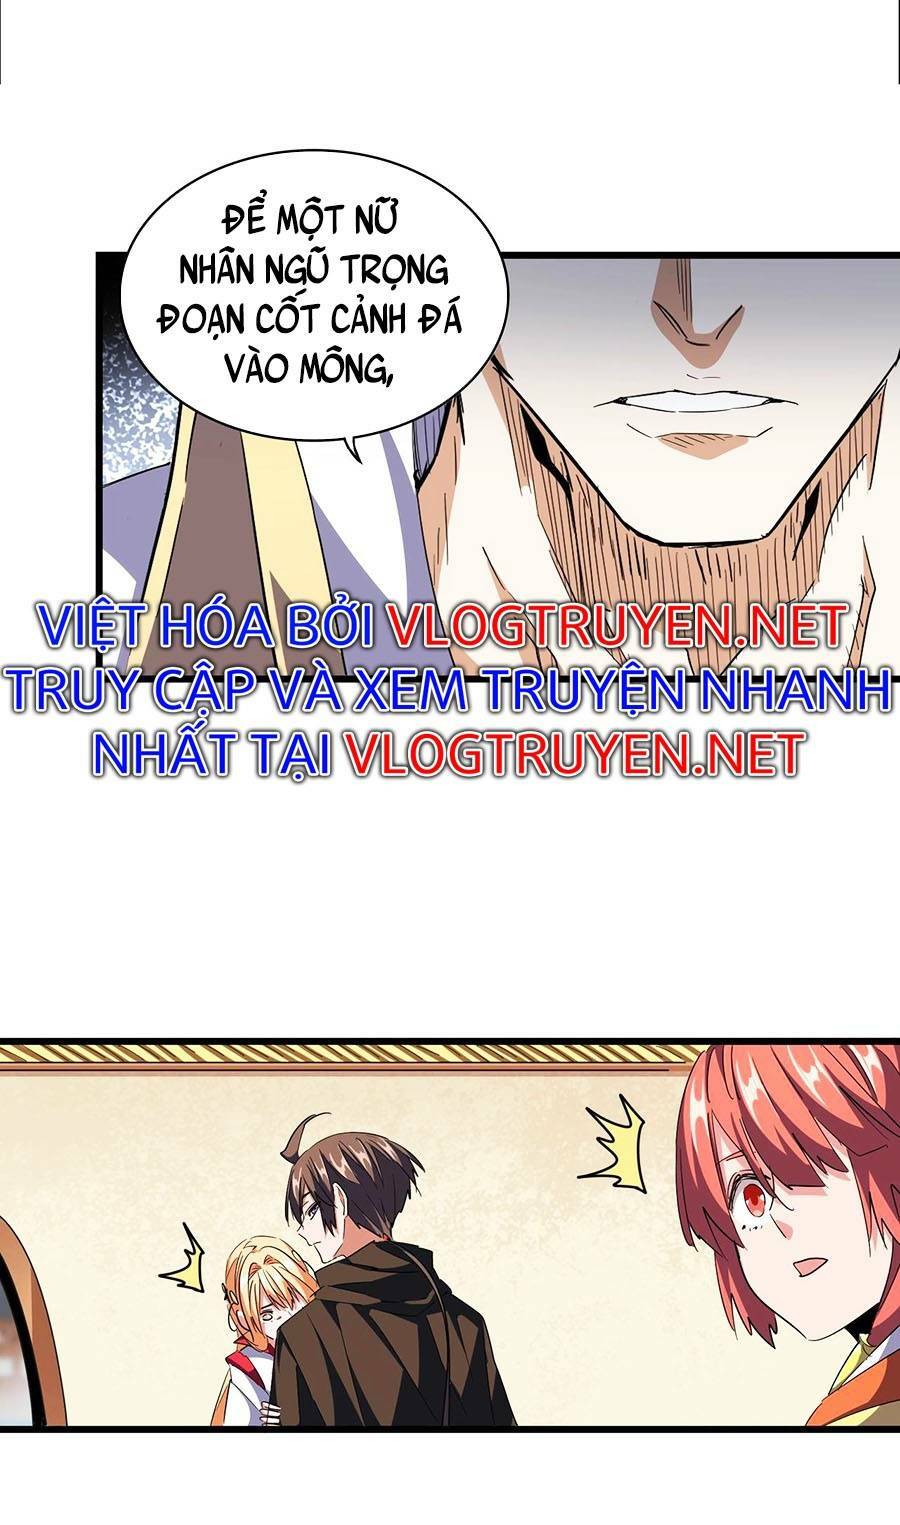 ĐỂ MỘT NỮ
NHÂN NGŨ TRỌNG
ĐOẠN CỐT CẢNH ĐÁ
VÀO MÔNG,
VIỆT HÓA BỞI VLOGTRUYEN.NET
TRUY CẬP VÀ XEM TRUYỆN NHANH
NHẤT TẠI VLOGTRUYEN.NET